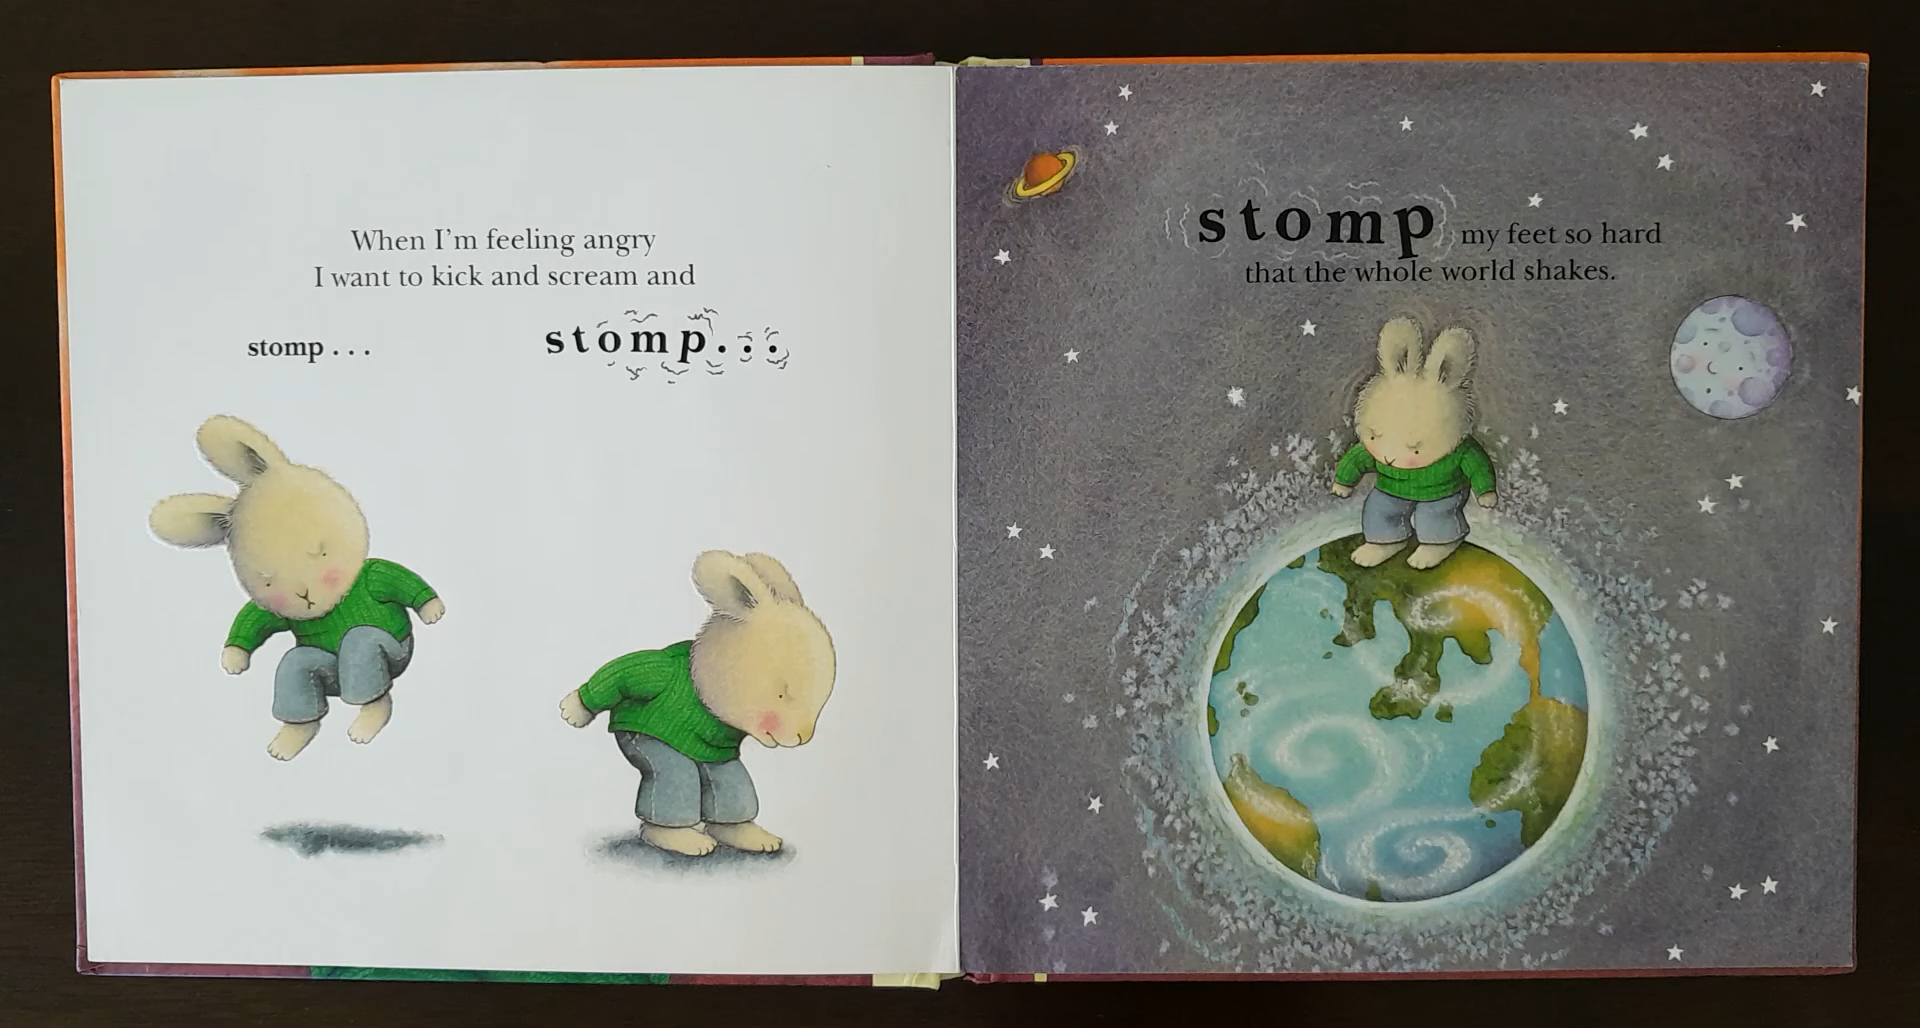 When I'm feeling angry
I want to kick and scream and
stomp . . .
stomp . . .
stomp my feet so hard
that the whole world shakes.